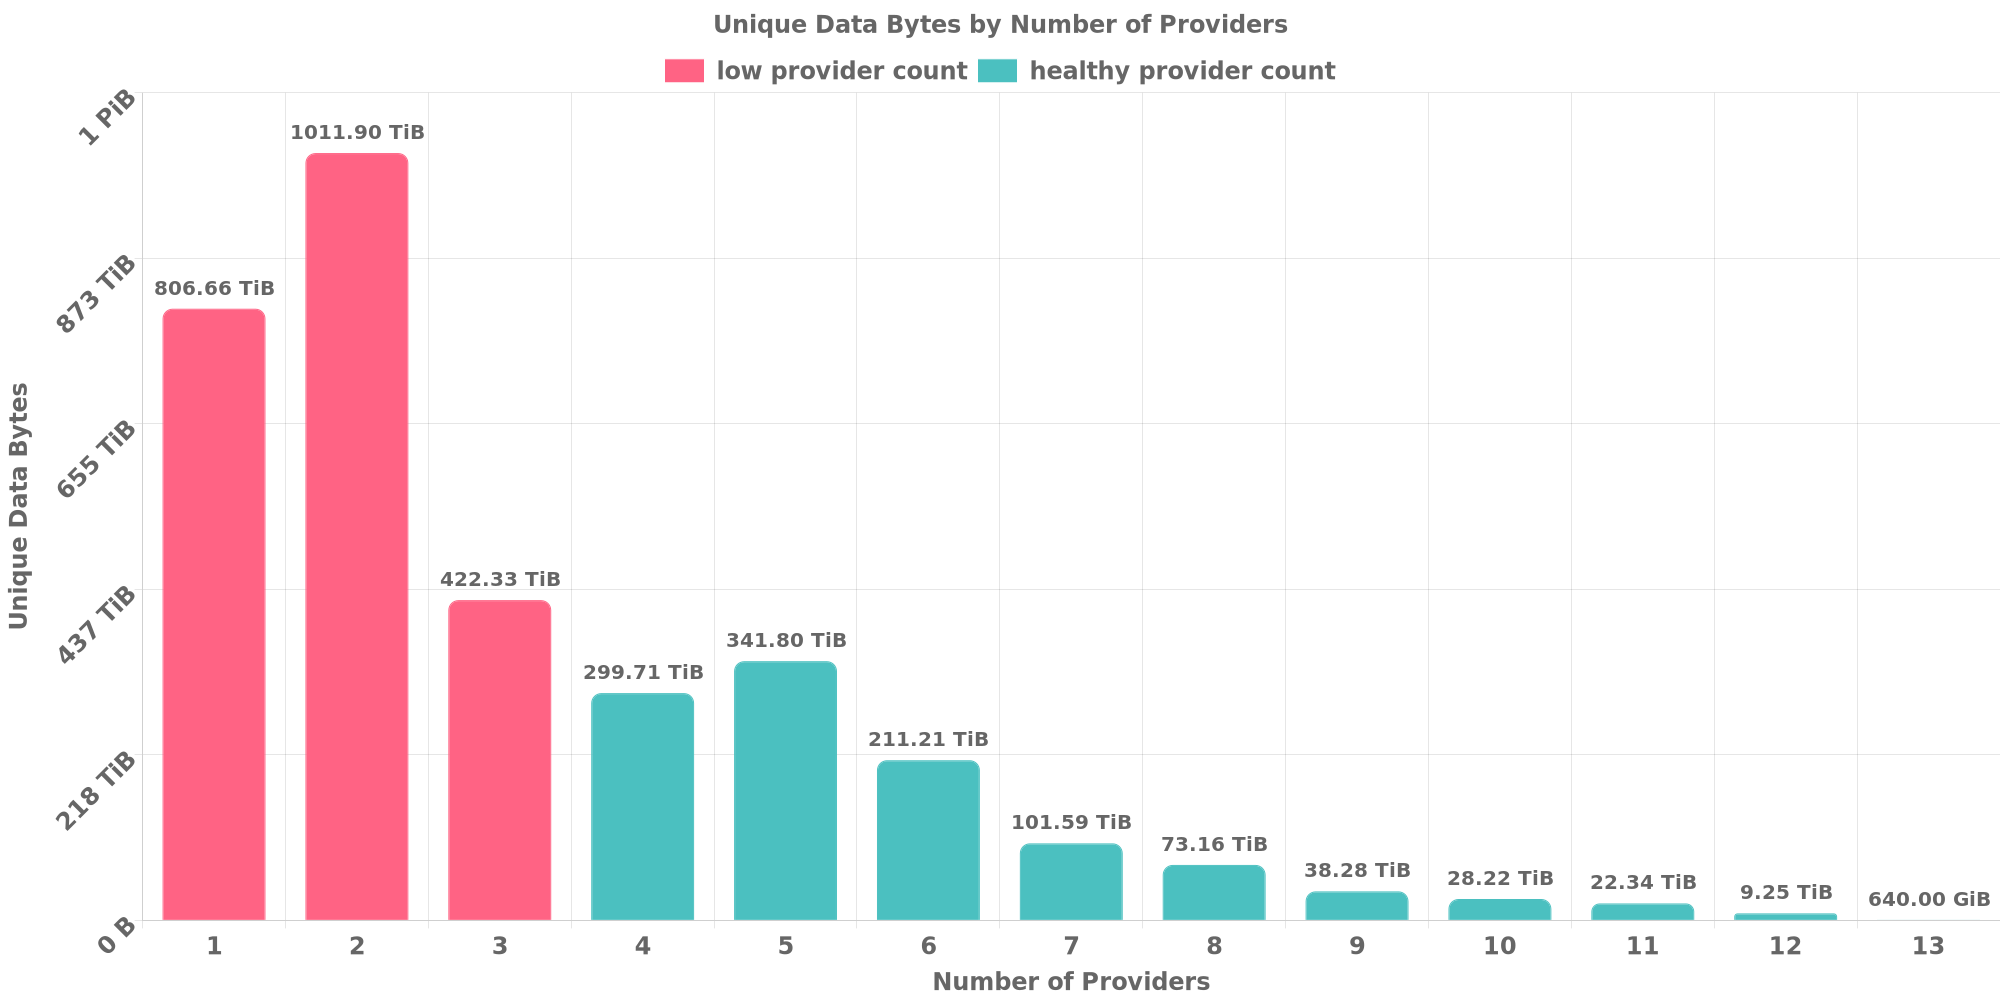 Unique Data Bytes by Number of Providers
low provider count
healthy provider count
1 PiB
873 TiB
655 TiB
437 TiB
218 TiB
0 B
Unique Data Bytes
806.66 TiB
1011.90 TiB
422.33 TiB
299.71 TiB
341.80 TiB
211.21 TiB
101.59 TiB
73.16 TiB
38.28 TiB
28.22 TiB
22.34 TiB
9.25 TiB
640.00 GiB
1 2 3 4 5 6 7 8 9 10 11 12 13
Number of Providers